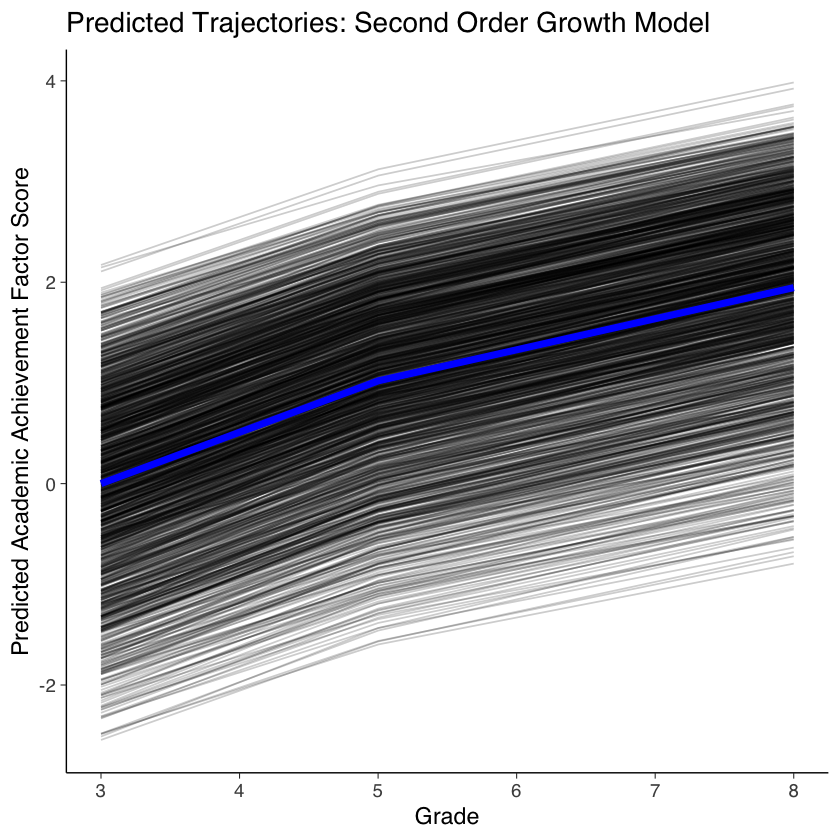 Predicted Trajectories: Second Order Growth Model
Predicted Academic Achievement Factor Score
4
2
0
-2
3 4 5 6 7 8
Grade